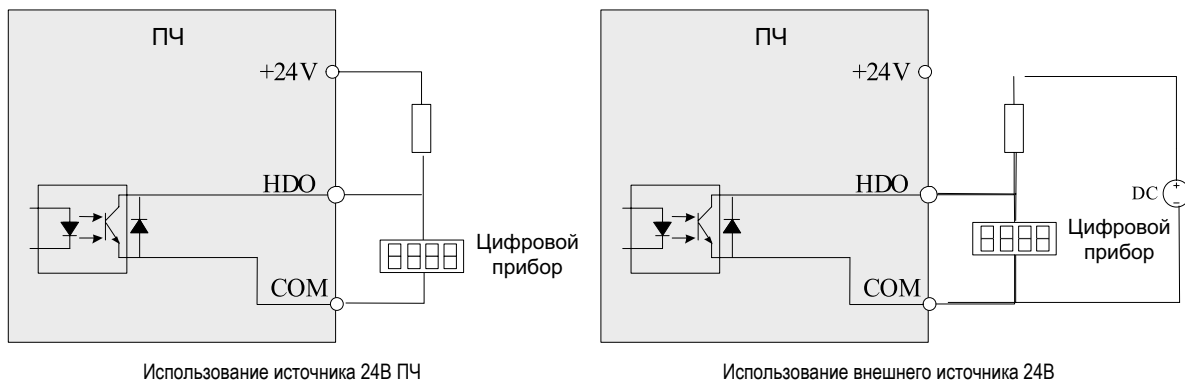 ПЧ
+24V
HDO
COM
Цифровой
прибор
Использование источника 24В ПЧ
ПЧ
+24V
HDO
COM
DC
+
−
Цифровой
прибор
Использование внешнего источника 24В